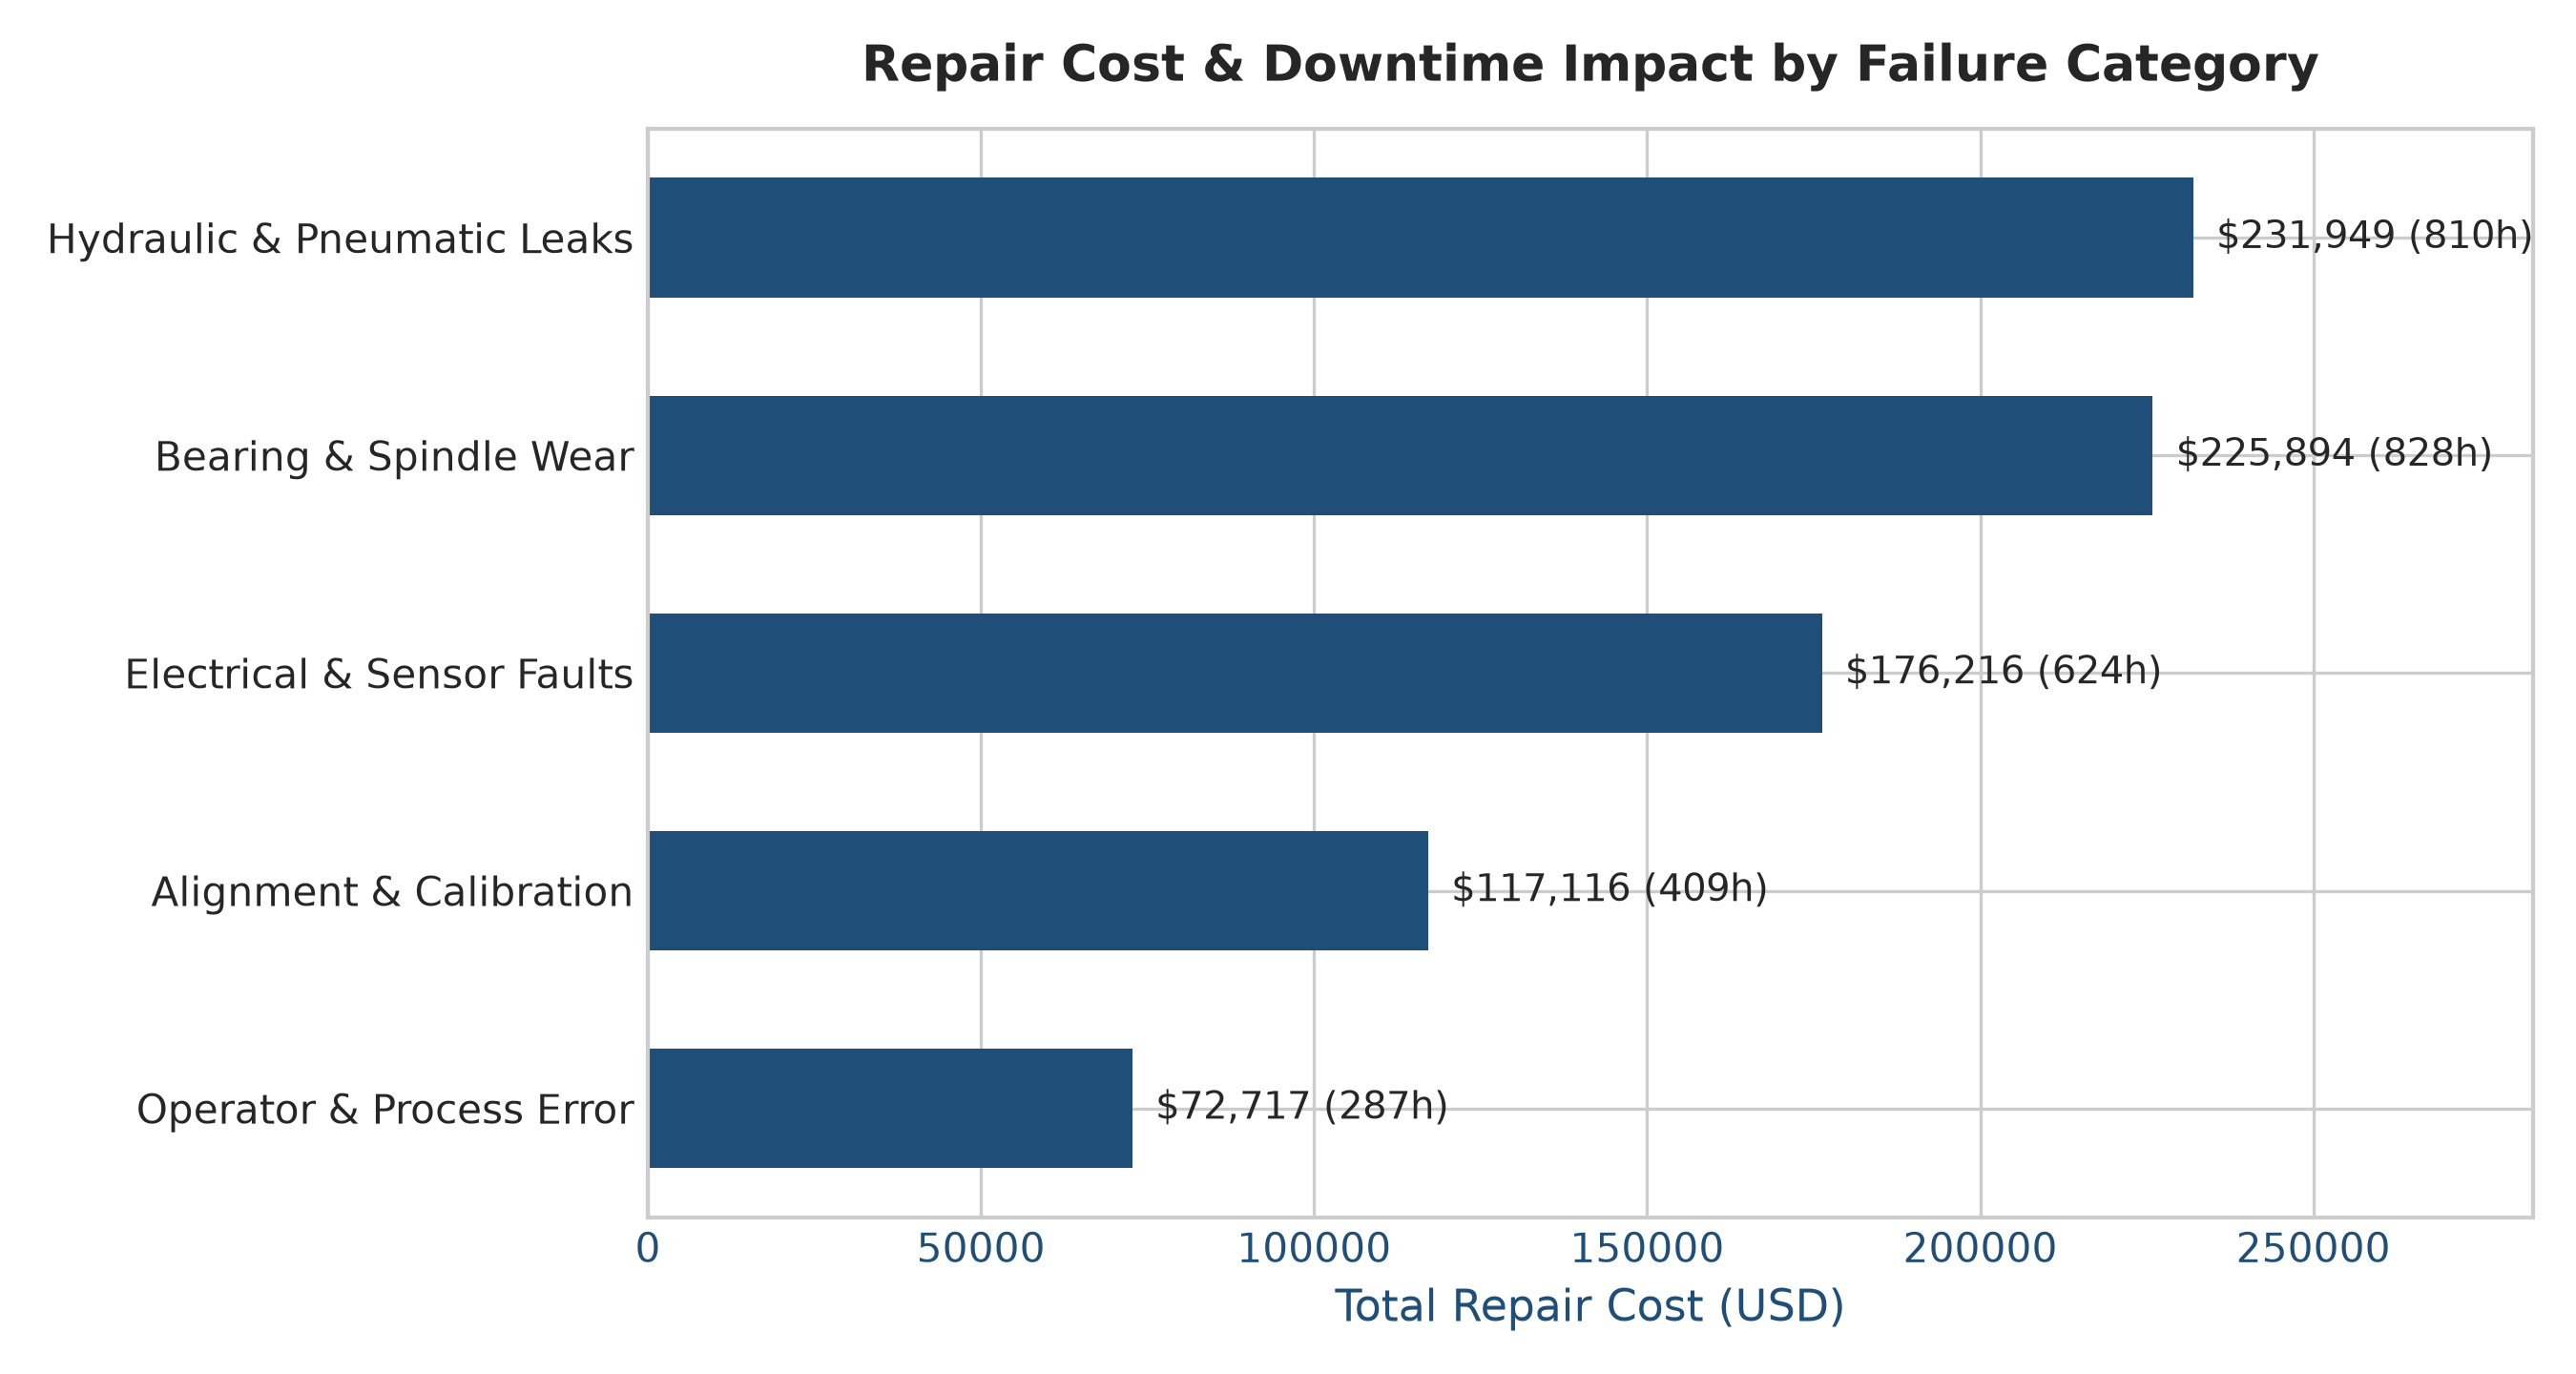 Repair Cost & Downtime Impact by Failure Category
Hydraulic & Pneumatic Leaks
$231,949 (810h)
Bearing & Spindle Wear
$225,894 (828h)
Electrical & Sensor Faults
$176,216 (624h)
Alignment & Calibration
$117,116 (409h)
Operator & Process Error
$72,717 (287h)
0 50000 100000 150000 200000 250000
Total Repair Cost (USD)